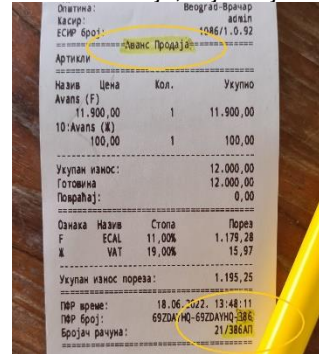 Општина: Beograd-Врачар
Касир: admin
ЕСИР број: 1086/1.0.92
Аванс Продаја
Артикли
Назив Цена Кол. Укупно
Avans (F)
11.900,00 1 11.900,00
10:Avans (Ж)
100,00 1 100,00
Укупан износ: 12.000,00
Готовина 12.000,00
Повраћај: 0,00
Ознака Назив Стопа Порез
F ECAL 11,00% 1.179,28
Ж VAT 19,00% 15,97
Укупан износ пореза: 1.195,25
ПФР време: 18.06.2022. 13:48:11
ПФР број: 69ZDAYHQ-69ZDAYHQ-386
Бројач рачуна: 21/386АП